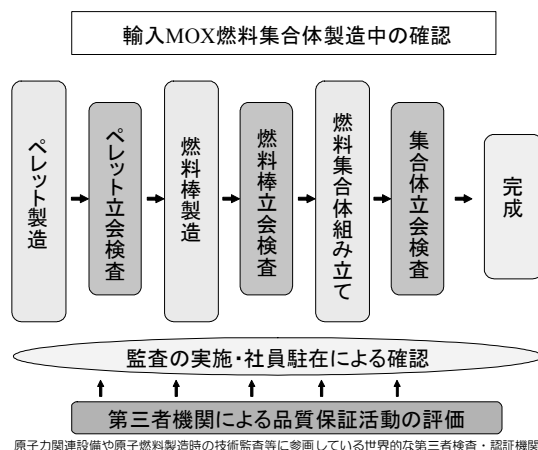 輸入MOX燃料集合体製造中の確認
ペレット製造
ペレット立会検査
燃料棒製造
燃料棒立会検査
燃料集合体組み立て
集合体立会検査
完成
監査の実施・社員駐在による確認
第三者機関による品質保証活動の評価
原子力関連設備や原子燃料製造時の技術監査等に参画している世界的な第三者検査・認証機関